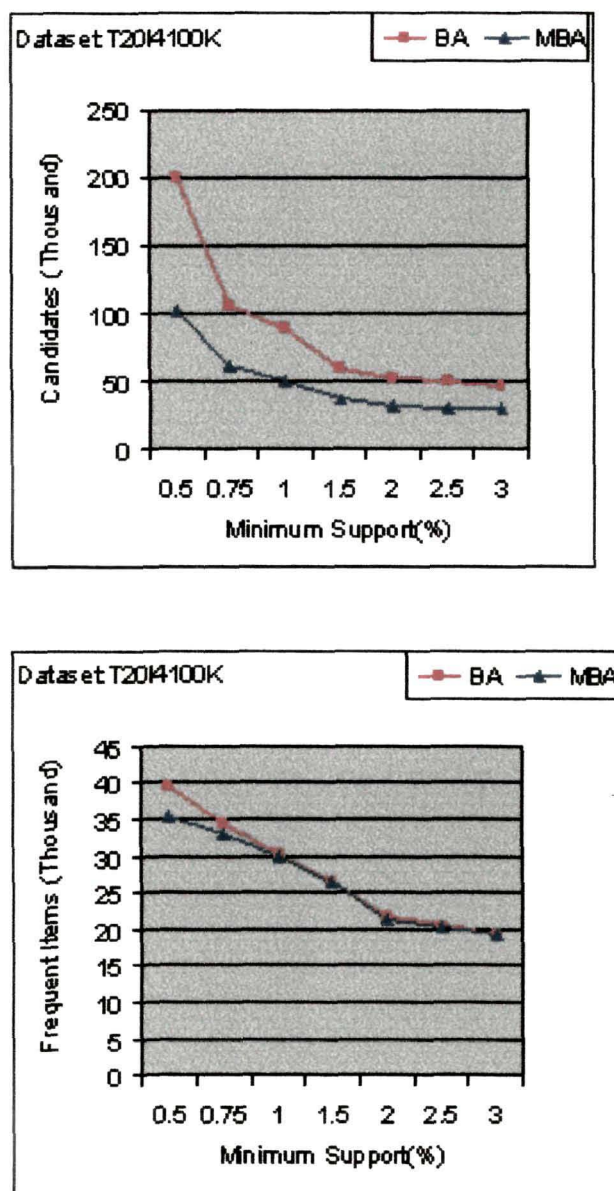 Dataset T20I4100K
BA MBA
Candidates (Thousand)
250
200
150
100
50
0
0.5 0.75 1 1.5 2 2.5 3
Minimum Support(%)
Dataset T20I4100K
BA MBA
Frequent Items (Thousand)
45
40
35
30
25
20
15
10
5
0
0.5 0.75 1 1.5 2 2.5 3
Minimum Support(%)